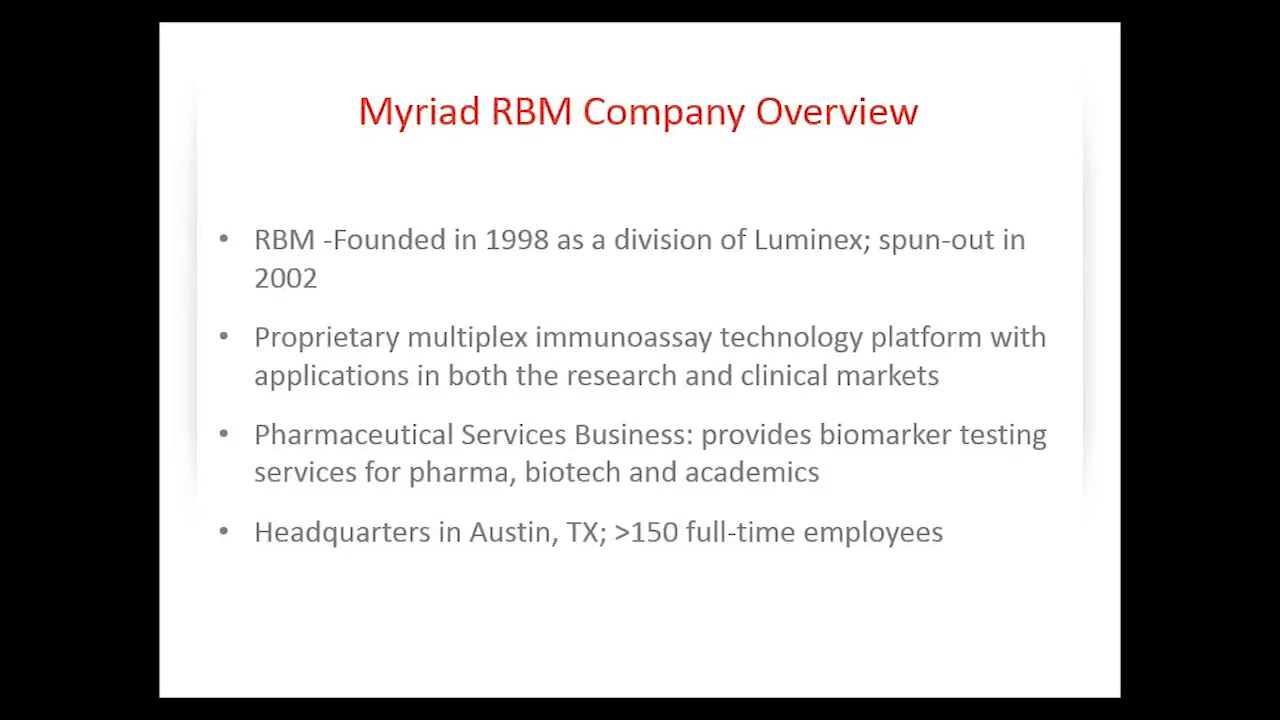 Myriad RBM Company Overview
• RBM -Founded in 1998 as a division of Luminex; spun-out in
2002
• Proprietary multiplex immunoassay technology platform with
applications in both the research and clinical markets
• Pharmaceutical Services Business: provides biomarker testing
services for pharma, biotech and academics
• Headquarters in Austin, TX; >150 full-time employees